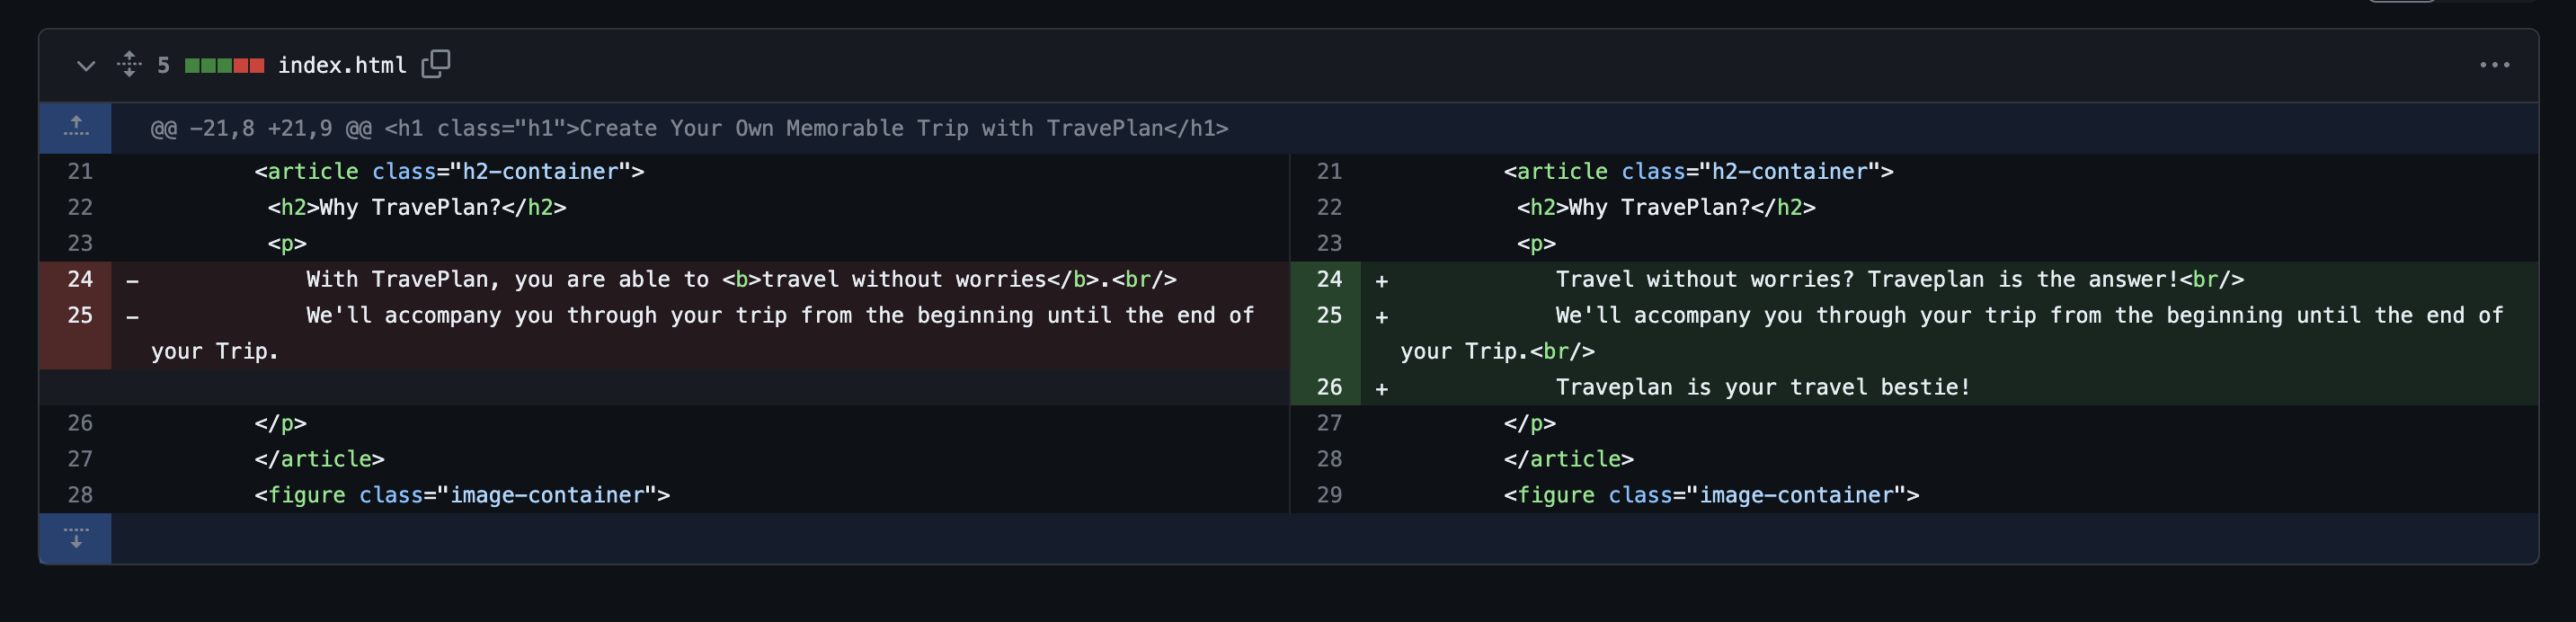 5 index.html
@@ -21,8 +21,9 @@ <h1 class="h1">Create Your Own Memorable Trip with TravePlan</h1>
21 <article class="h2-container">
22 <h2>Why TravePlan?</h2>
23 <p>
24 - With TravePlan, you are able to <b>travel without worries</b>.<br/>
25 - We'll accompany you through your trip from the beginning until the end of
your Trip.
26 </p>
27 </article>
28 <figure class="image-container">
21 <article class="h2-container">
22 <h2>Why TravePlan?</h2>
23 <p>
24 + Travel without worries? Traveplan is the answer!<br/>
25 + We'll accompany you through your trip from the beginning until the end of
your Trip.<br/>
26 + Traveplan is your travel bestie!
27 </p>
28 </article>
29 <figure class="image-container">